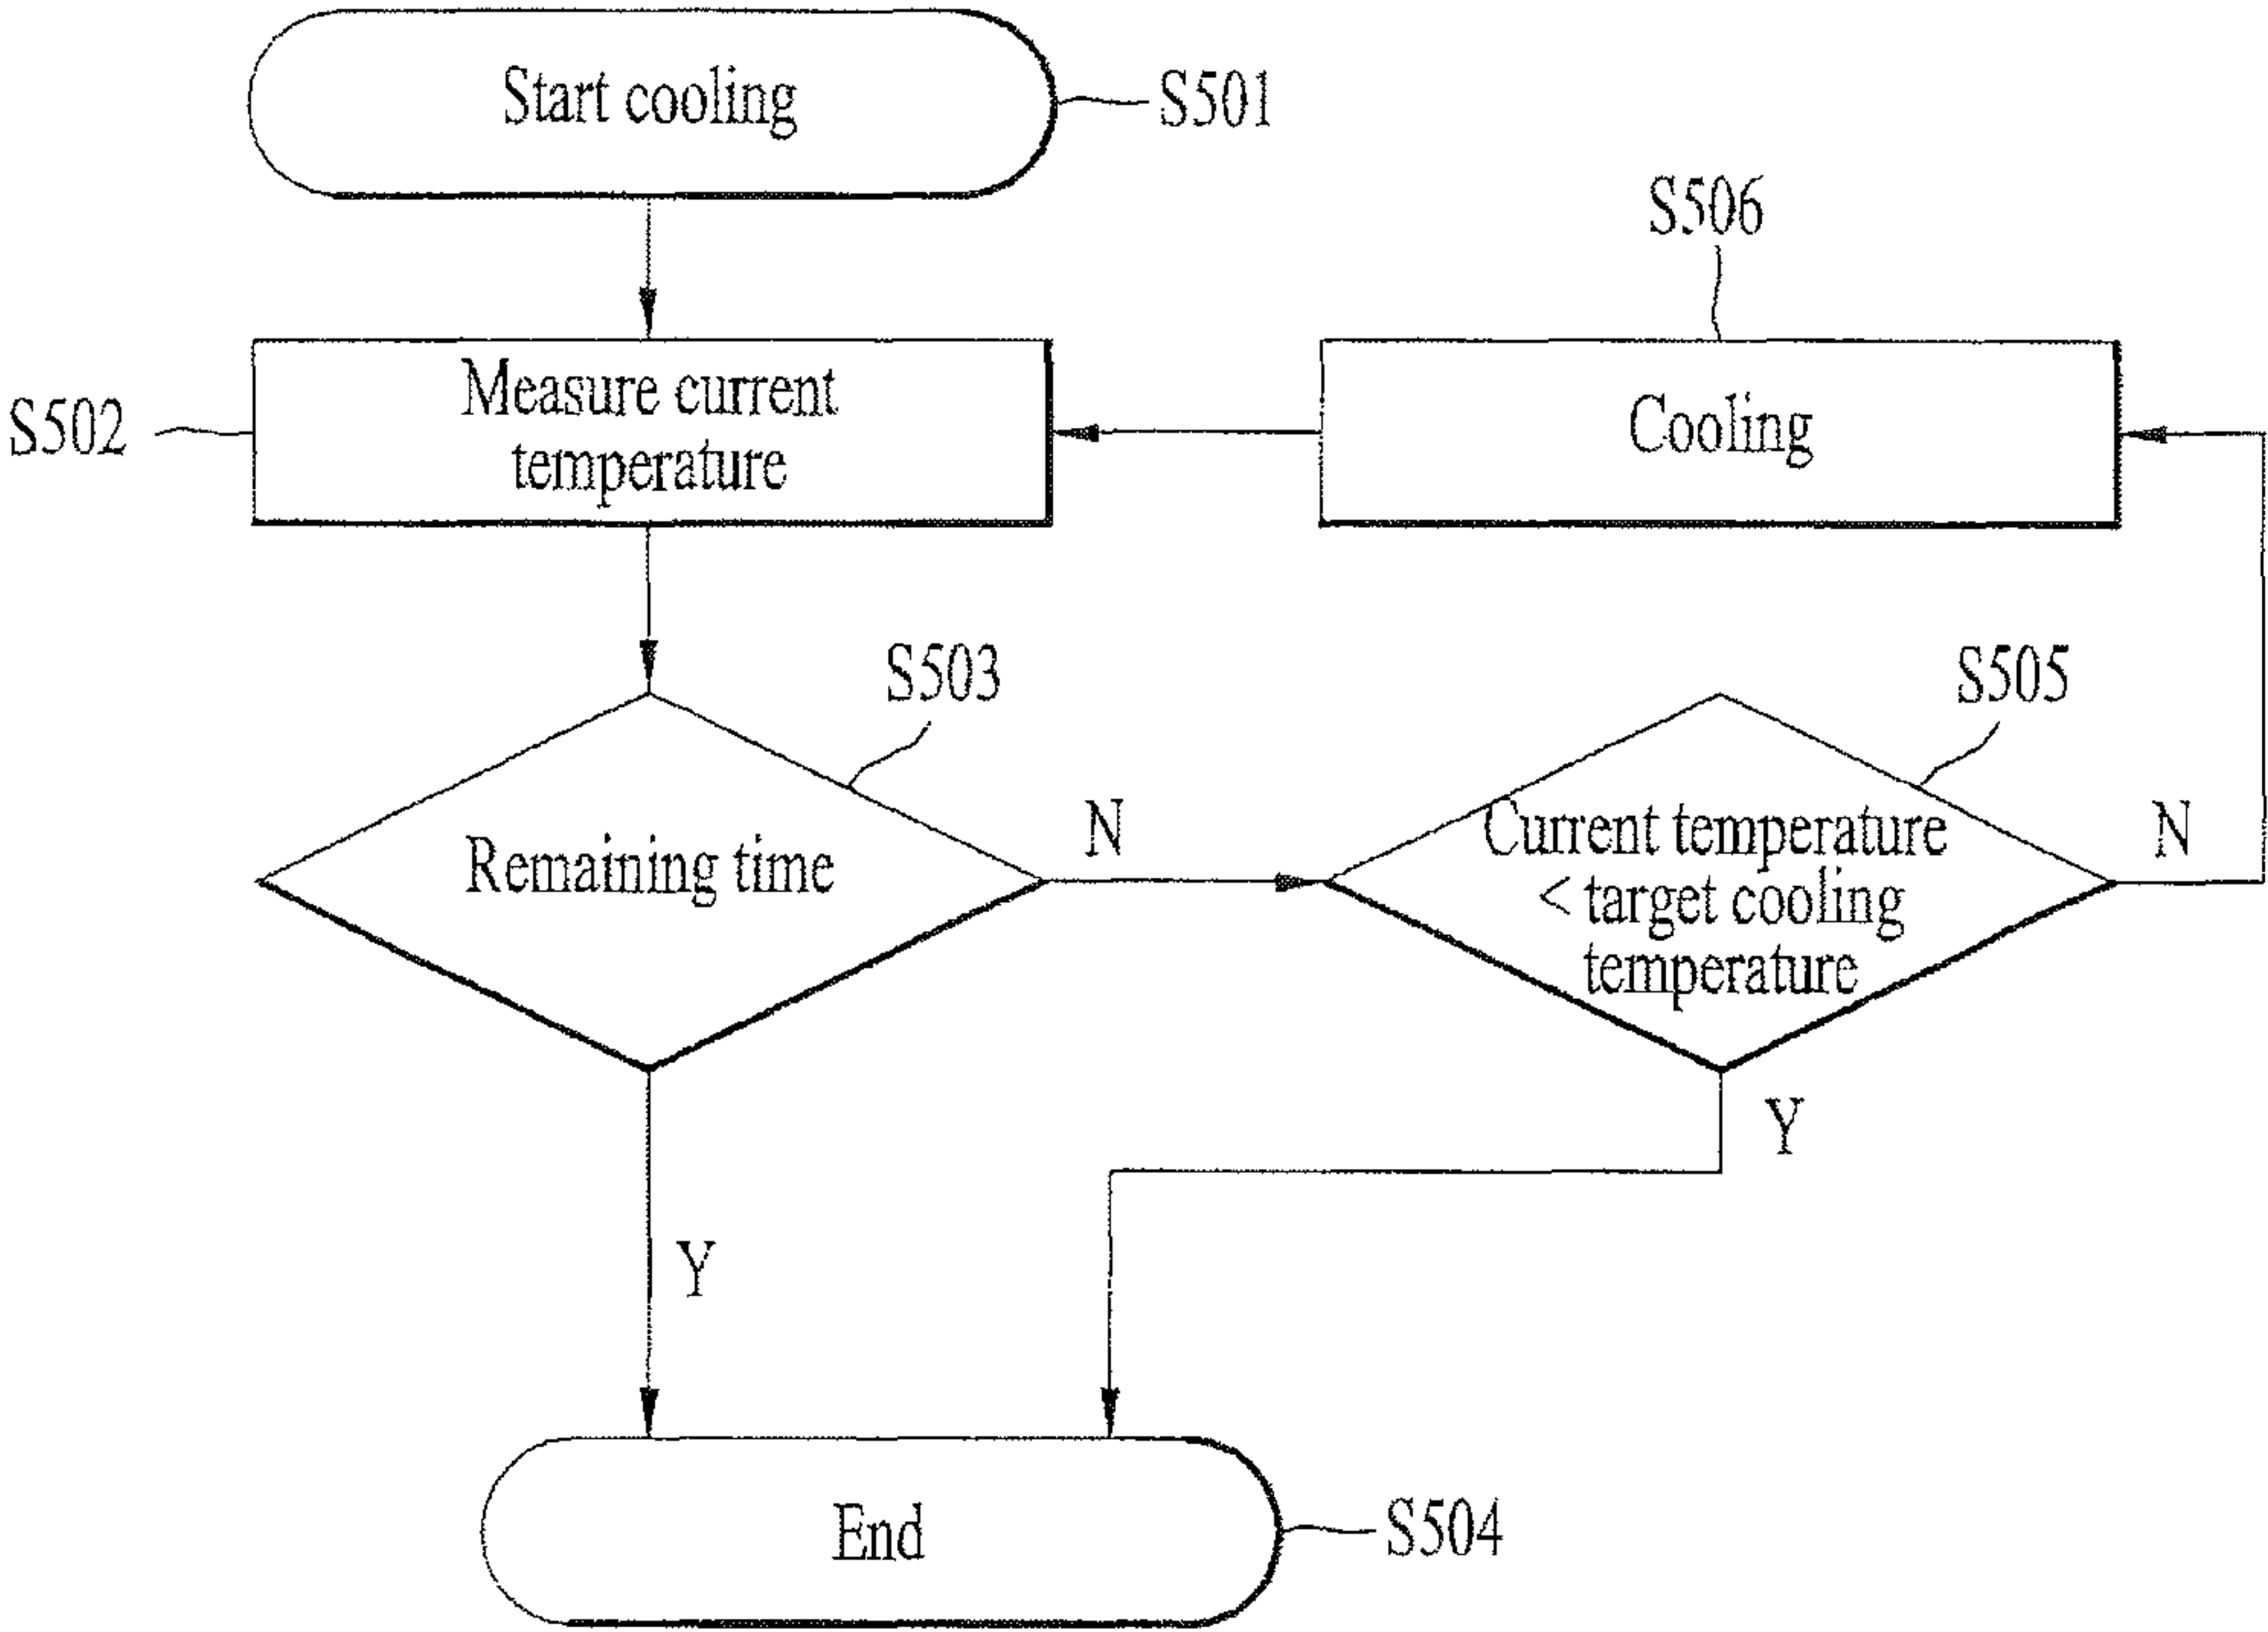 Start cooling
S501
S506
Measure current
temperature
S502
Cooling
S503
S505
Remaining time
N
Current temperature
< target cooling
temperature
N
Y
Y
End
S504